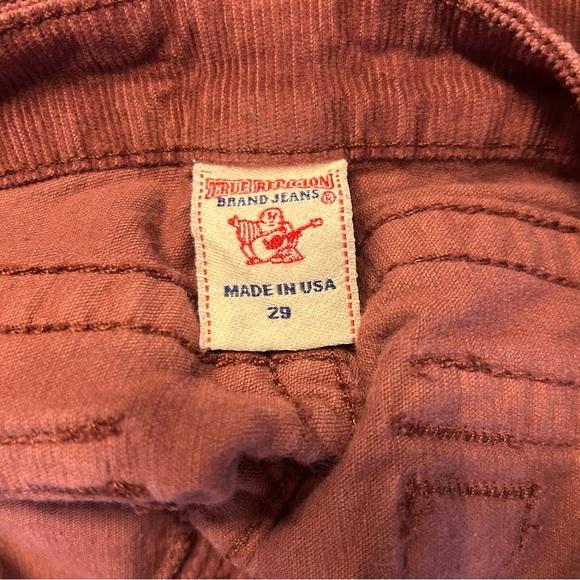 TRUE RELIGION
BRAND JEANS®
MADE IN USA
29